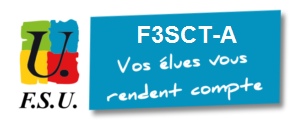 U.
F.S.U.
F3SCT-A
Vos élues vous
rendent compte